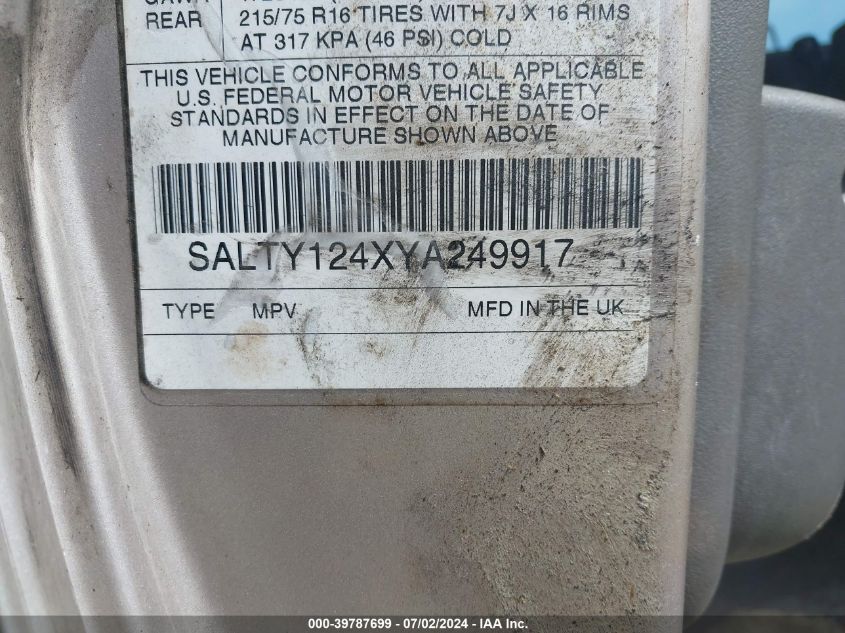 REAR 215/75 R16 TIRES WITH 7J X 16 RIMS
AT 317 KPA (46 PSI) COLD
THIS VEHICLE CONFORMS TO ALL APPLICABLE
U.S. FEDERAL MOTOR VEHICLE SAFETY
STANDARDS IN EFFECT ON THE DATE OF
MANUFACTURE SHOWN ABOVE
SALTY124XYA249917
TYPE MPV MFD IN THE UK
000-39787699 - 07/02/2024 - IAA Inc.